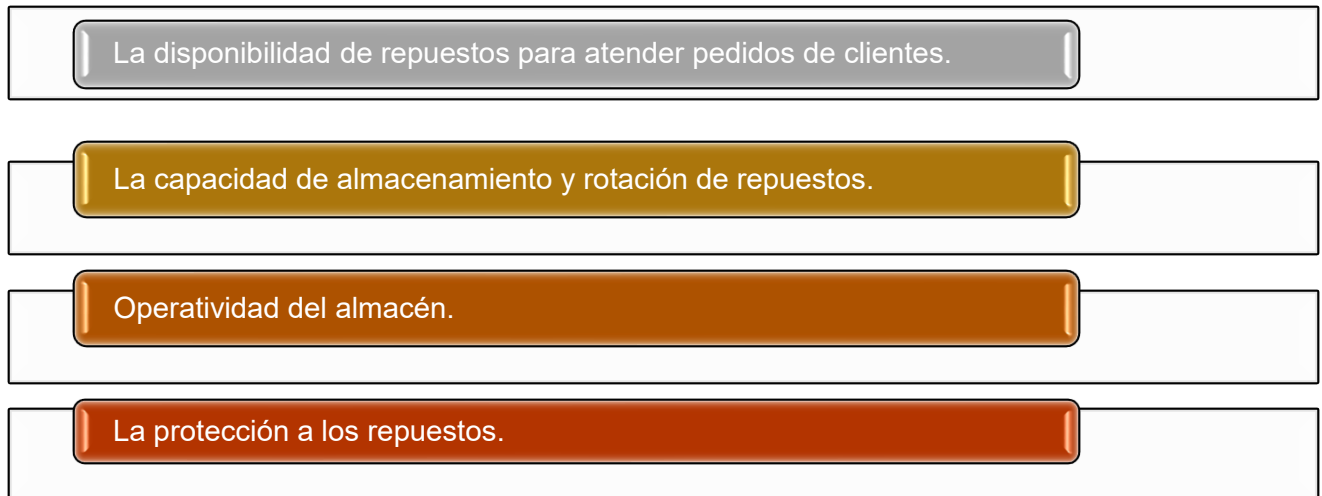 La disponibilidad de repuestos para atender pedidos de clientes.
La capacidad de almacenamiento y rotación de repuestos.
Operatividad del almacén.
La protección a los repuestos.